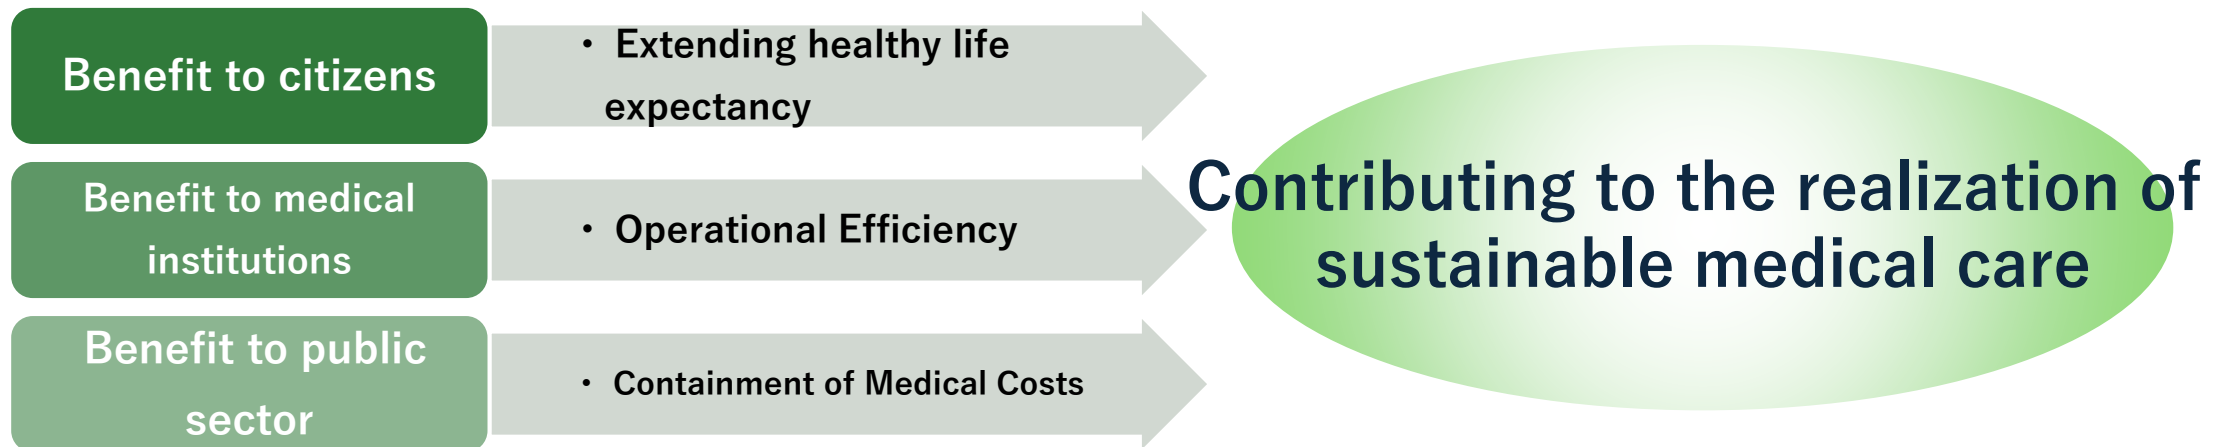 Benefit to citizens
・ Extending healthy life
expectancy
Benefit to medical
institutions
・ Operational Efficiency
Benefit to public
sector
・ Containment of Medical Costs
Contributing to the realization of
sustainable medical care